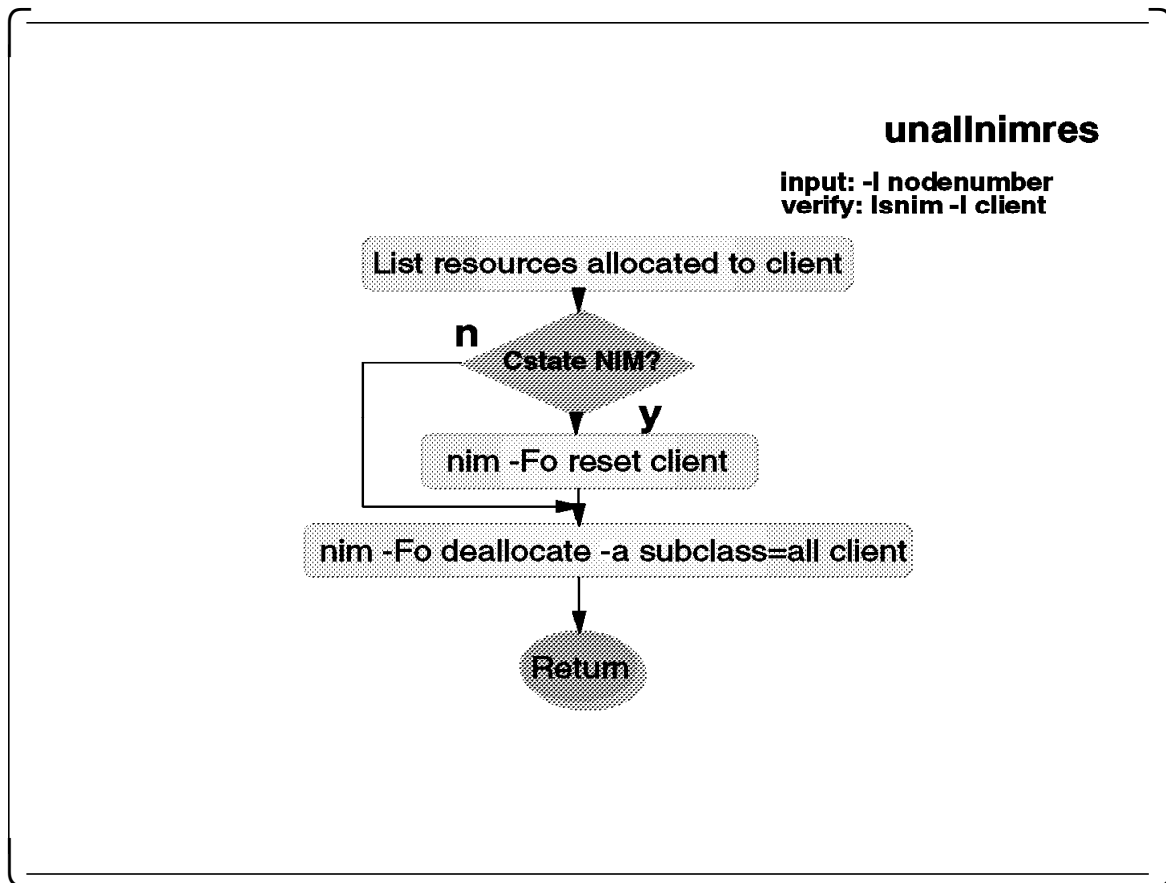 unallnimres
input: -l nodenumber
verify: lsnim -l client
List resources allocated to client
n
Cstate NIM?
y
nim -Fo reset client
nim -Fo deallocate -a subclass=all client
Return